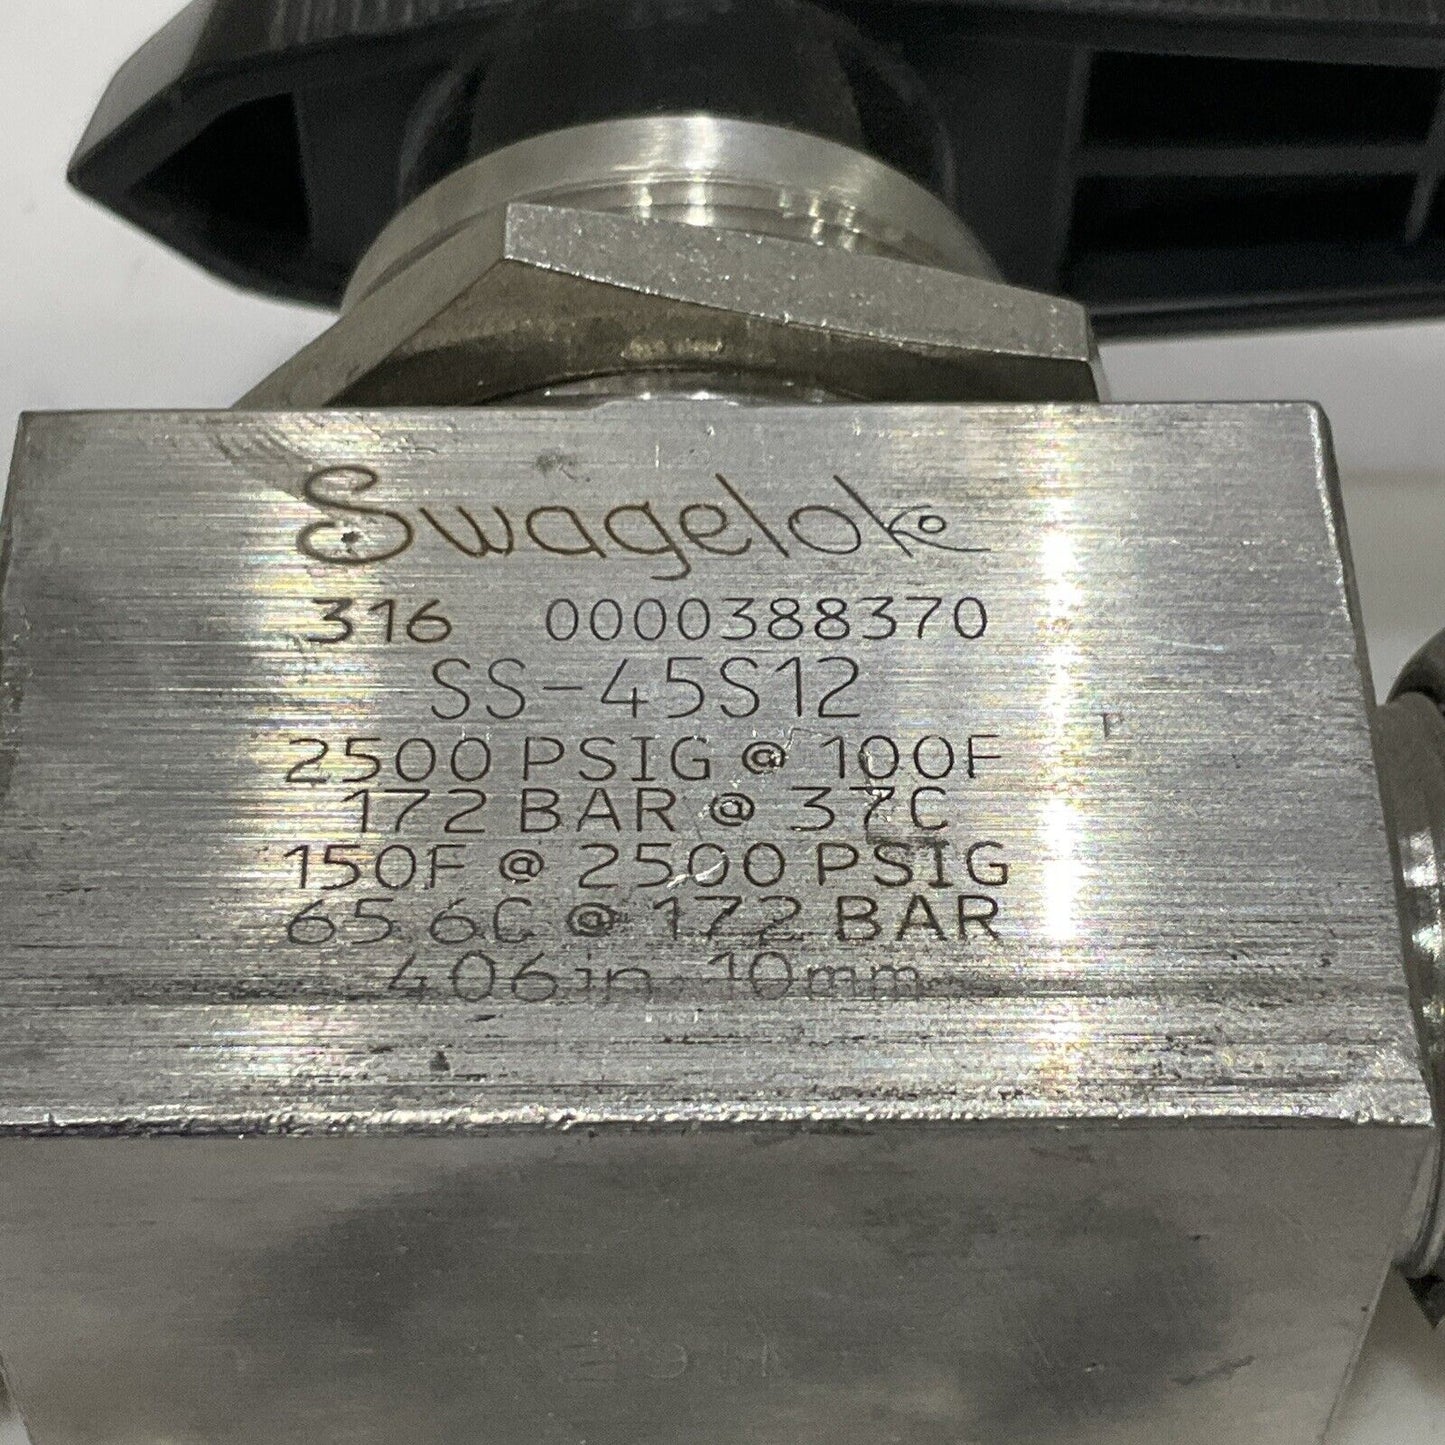 Swagelok
316 0000388370
SS-45S12
2500 PSIG @ 100F
172 BAR @ 37C
150F @ 2500 PSIG
65.6C @ 172 BAR
.406in 10mm
P